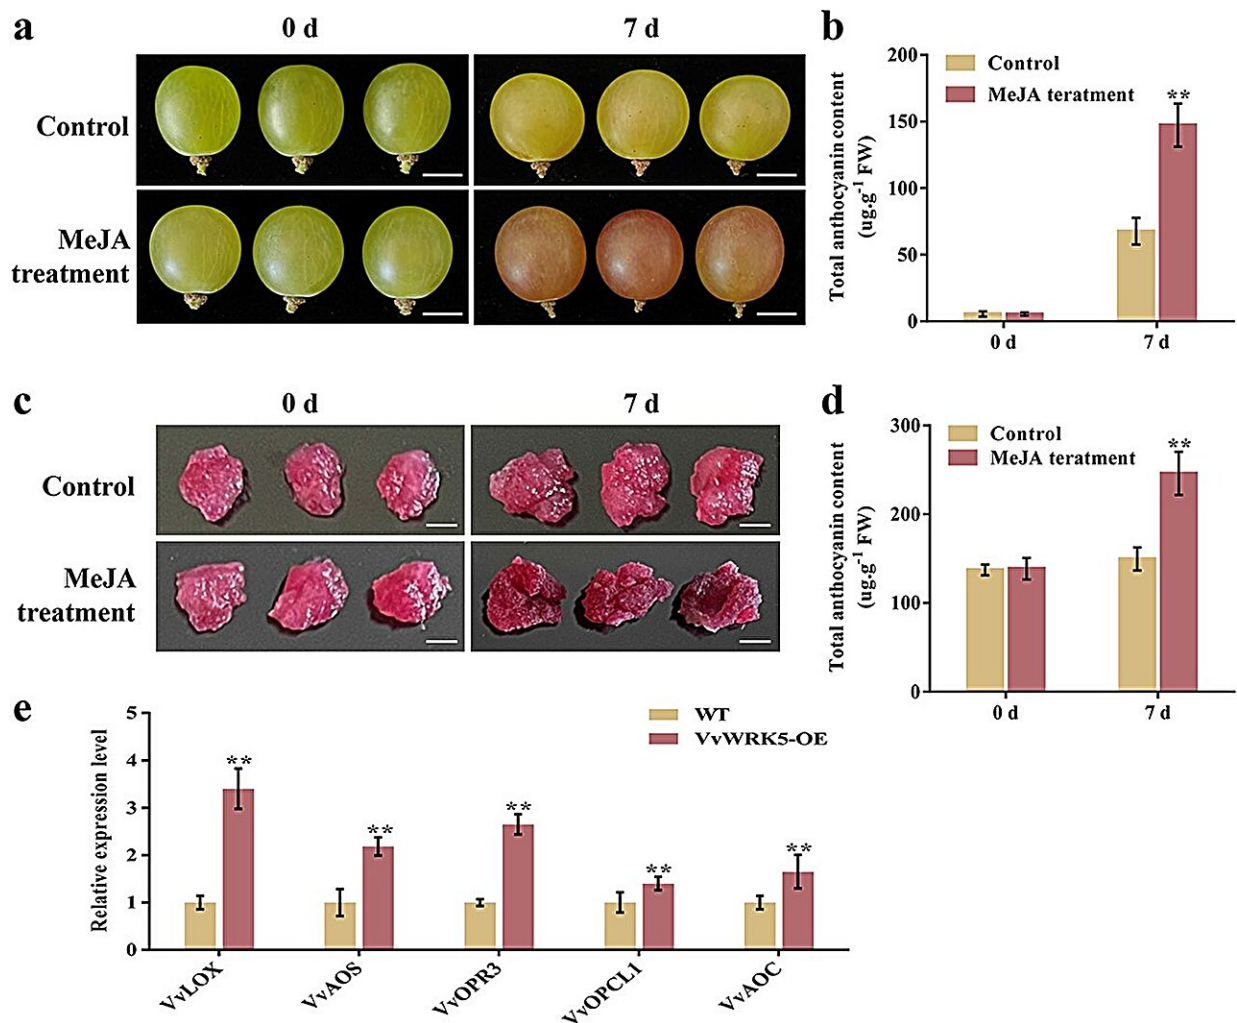 a
0 d
7 d
Control
MeJA
treatment
b
Total anthocyanin content
(ug.g⁻¹ FW)
200
150
100
50
0
Control
MeJA teratment
**
0 d
7 d
c
0 d
7 d
Control
MeJA
treatment
d
Total anthocyanin content
(ug.g⁻¹ FW)
300
200
100
0
Control
MeJA teratment
**
0 d
7 d
e
Relative expression level
5
4
3
2
1
0
WT
VvWRK5-OE
**
**
**
**
**
VvLOX
VvAOS
VvOPR3
VvOPCL1
VvAOC